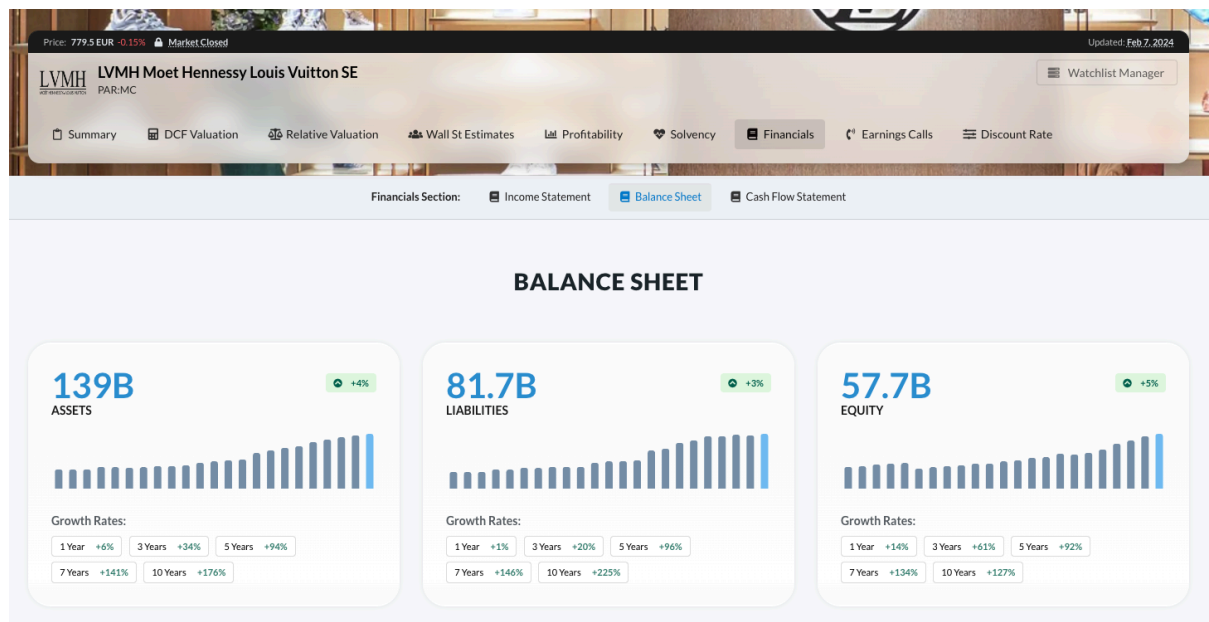 Price: 779.5 EUR -0.15% Market Closed
Updated: Feb 7, 2024
LVMH
LVMH Moet Hennessy Louis Vuitton SE
PAR:MC
Watchlist Manager
Summary DCF Valuation Relative Valuation Wall St Estimates Profitability Solvency Financials Earnings Calls Discount Rate
Financials Section: Income Statement Balance Sheet Cash Flow Statement
BALANCE SHEET
139B +4%
ASSETS
Growth Rates:
1 Year +6% 3 Years +34% 5 Years +94%
7 Years +141% 10 Years +176%
81.7B +3%
LIABILITIES
Growth Rates:
1 Year +1% 3 Years +20% 5 Years +96%
7 Years +146% 10 Years +225%
57.7B +5%
EQUITY
Growth Rates:
1 Year +14% 3 Years +61% 5 Years +92%
7 Years +134% 10 Years +127%